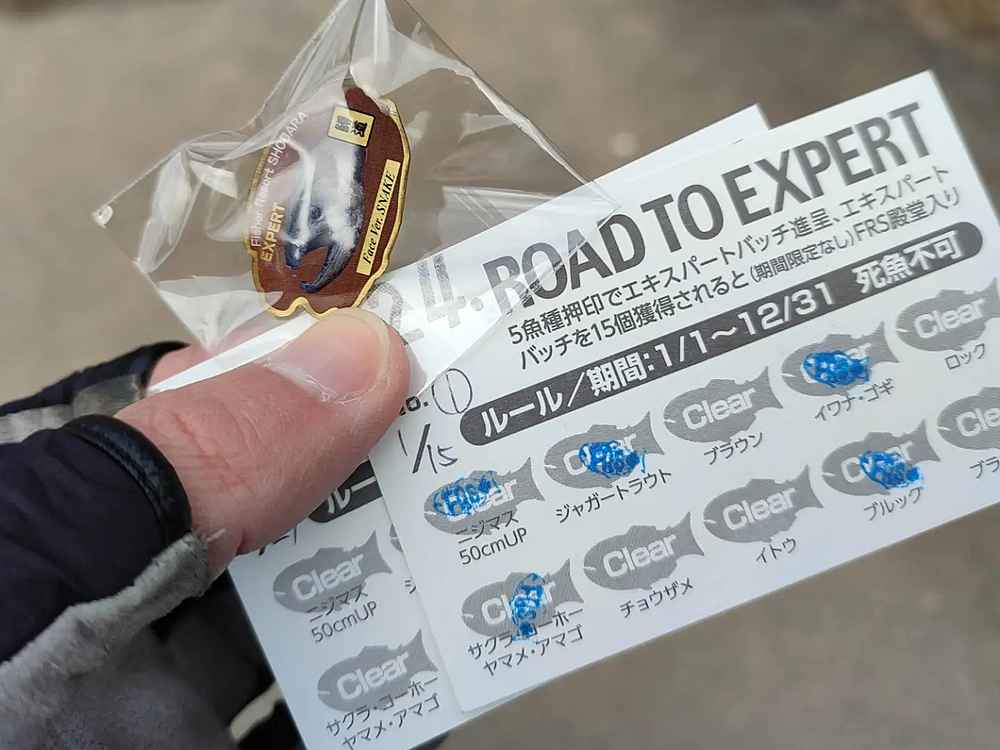 Fisher Resort SHOBARA
EXPERT
Face Ver. SNAKE
24. ROAD TO EXPERT
5魚種押印でエキスパートバッチ進呈、エキスパート
バッチを15個獲得されると(期間限定なし)FRS殿堂入り
ルール／期間:1/1〜12/31 死魚不可
No. ①
1/15
Clear
ニジマス
50cmUP
Clear
ジャガートラウト
Clear
ブラウン
イワナ・ゴギ
Clear
ロック
Clear
サクラ・コーホー
ヤマメ・アマゴ
Clear
チョウザメ
Clear
イトウ
Clear
ブルック
Clear
ブラ
ルー
Clear
ニジマス
50cmUP
Clear
サクラ・コーホー
ヤマメ・アマゴ